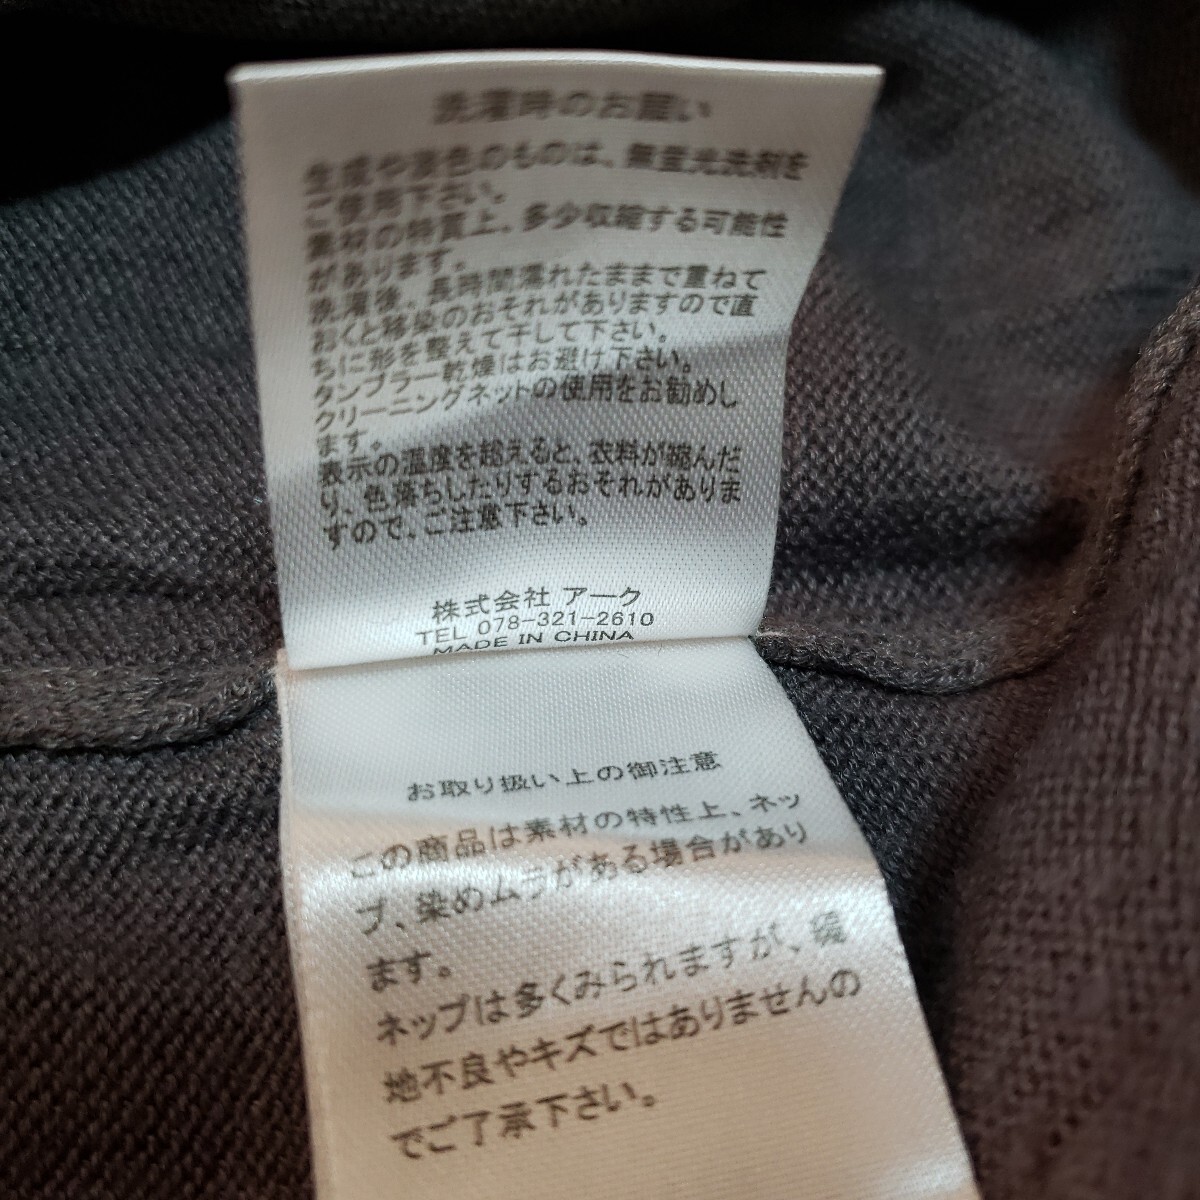 洗濯時のお願い
生成や淡色のものは、無蛍光洗剤を
ご使用下さい。
素材の特質上、多少収縮する可能性
があります。
洗濯後、長時間濡れたままで重ねて
おくと移染のおそれがありますので直
ちに形を整えて干して下さい。
タンブラー乾燥はお避け下さい。
クリーニングネットの使用をお勧めし
ます。
表示の温度を超えると、衣料が縮んだ
り、色落ちしたりするおそれがありま
すので、ご注意下さい。
株式会社 アーク
TEL 078-321-2610
MADE IN CHINA
お取り扱い上の御注意
この商品は素材の特性上、ネッ
プ、染めムラがある場合があり
ます。
ネップは多くみられますが、編
地不良やキズではありませんの
でご了承下さい。